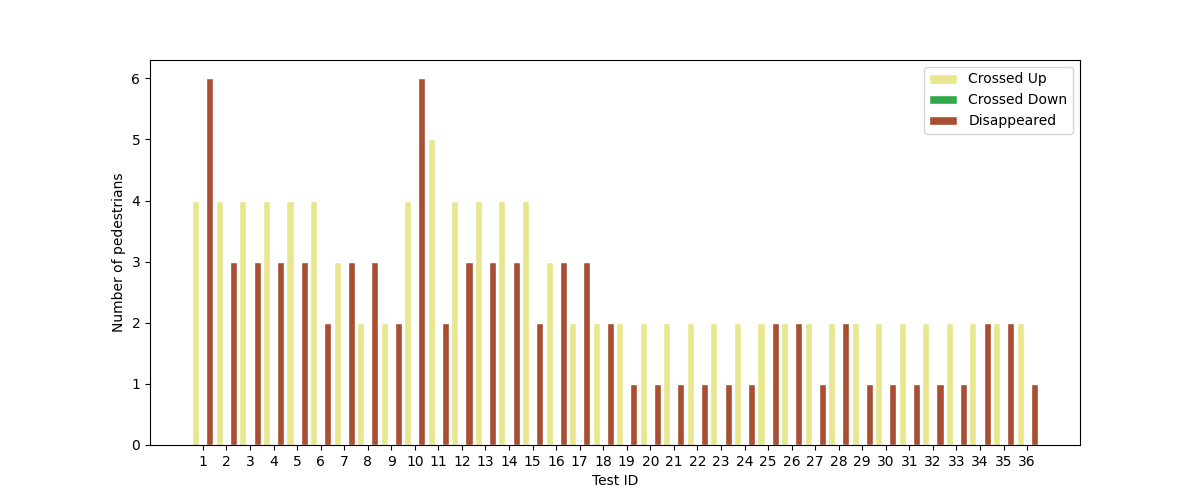 Crossed Up
Crossed Down
Disappeared
Number of pedestrians
6
5
4
3
2
1
0
1 2 3 4 5 6 7 8 9 10 11 12 13 14 15 16 17 18 19 20 21 22 23 24 25 26 27 28 29 30 31 32 33 34 35 36
Test ID